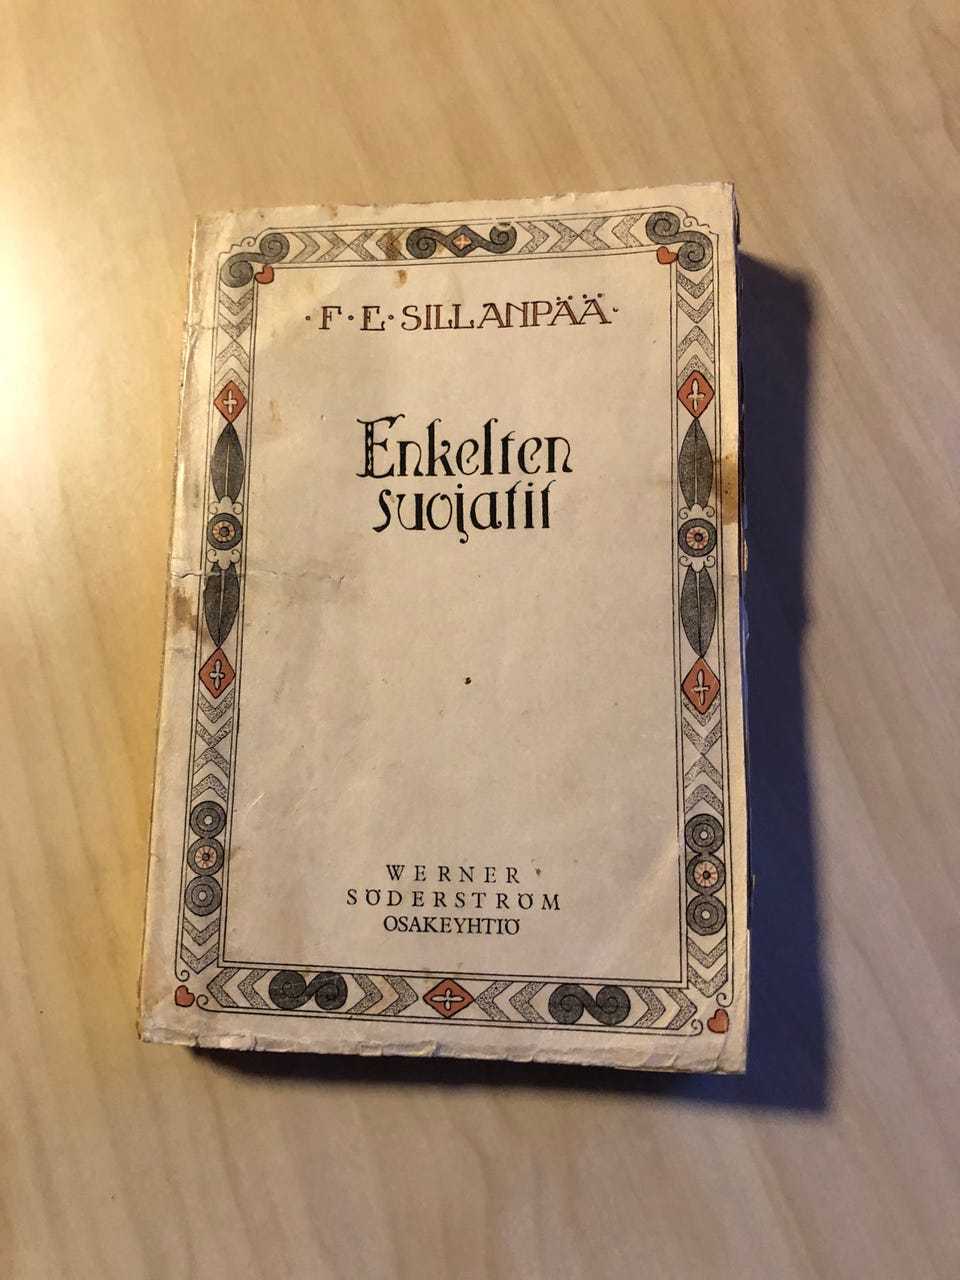 ·F·E·SILLANPÄÄ·
Enkelten
suojatit
WERNER
SÖDERSTRÖM
OSAKEYHTIÖ